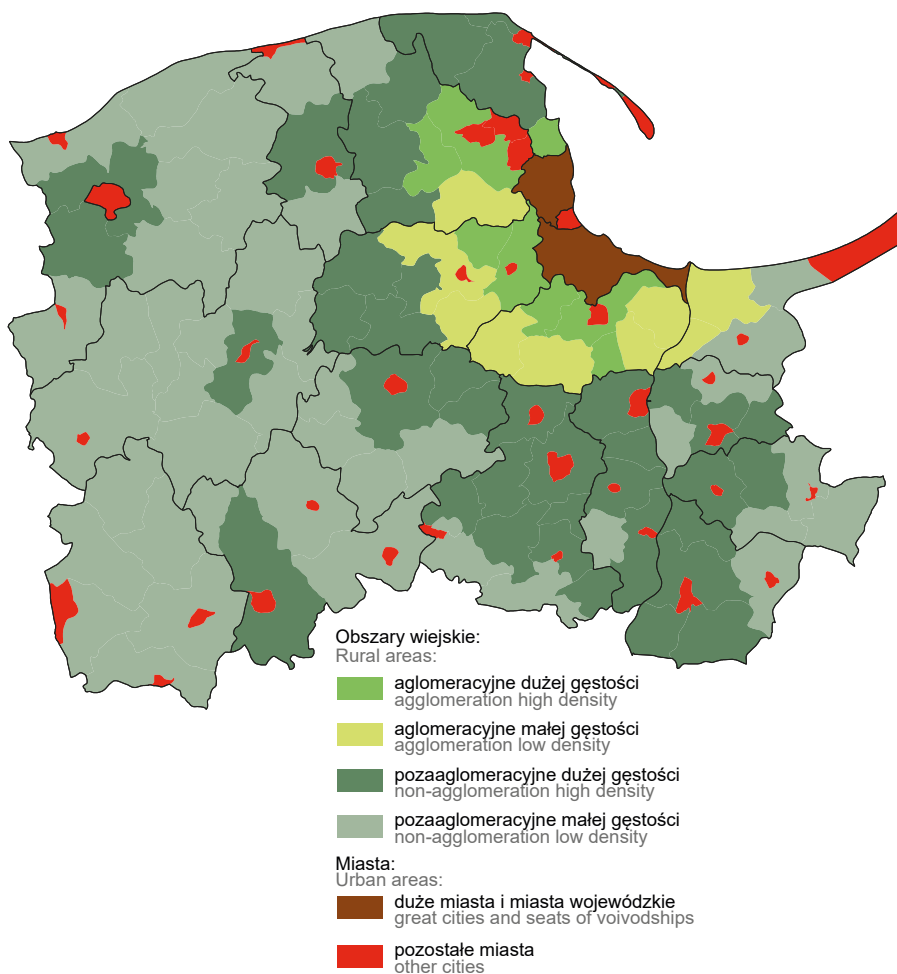 Obszary wiejskie:
Rural areas:
aglomeracyjne dużej gęstości
agglomeration high density
aglomeracyjne małej gęstości
agglomeration low density
pozaaglomeracyjne dużej gęstości
non-agglomeration high density
pozaaglomeracyjne małej gęstości
non-agglomeration low density
Miasta:
Urban areas:
duże miasta i miasta wojewódzkie
great cities and seats of voivodships
pozostałe miasta
other cities